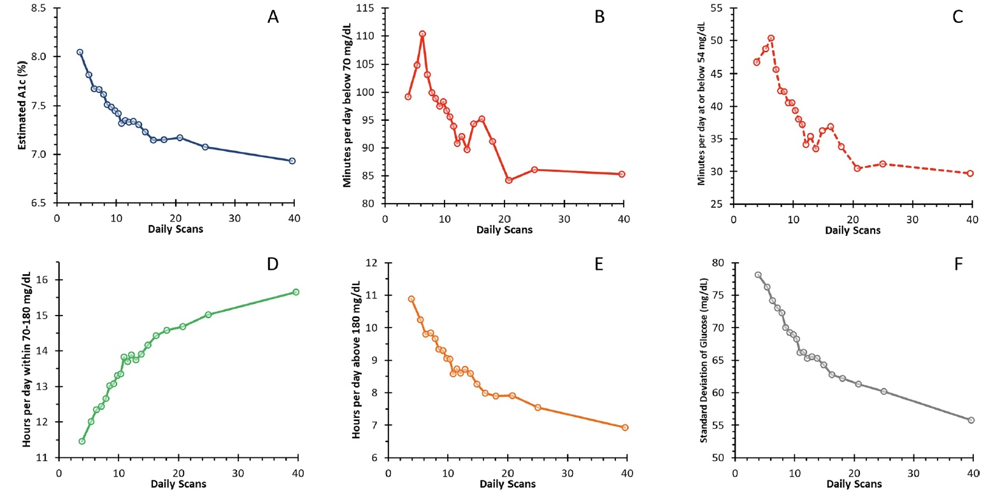 A
Estimated A1c (%)
8.5
8.0
7.5
7.0
6.5
0 10 20 30 40
Daily Scans
B
Minutes per day below 70 mg/dL
115
110
105
100
95
90
85
80
0 10 20 30 40
Daily Scans
C
Minutes per day at or below 54 mg/dL
55
50
45
40
35
30
25
0 10 20 30 40
Daily Scans
D
Hours per day within 70-180 mg/dL
16
15
14
13
12
11
0 10 20 30 40
Daily Scans
E
Hours per day above 180 mg/dL
12
11
10
9
8
7
6
0 10 20 30 40
Daily Scans
F
Standard Deviation of Glucose (mg/dL)
80
75
70
65
60
55
50
0 10 20 30 40
Daily Scans